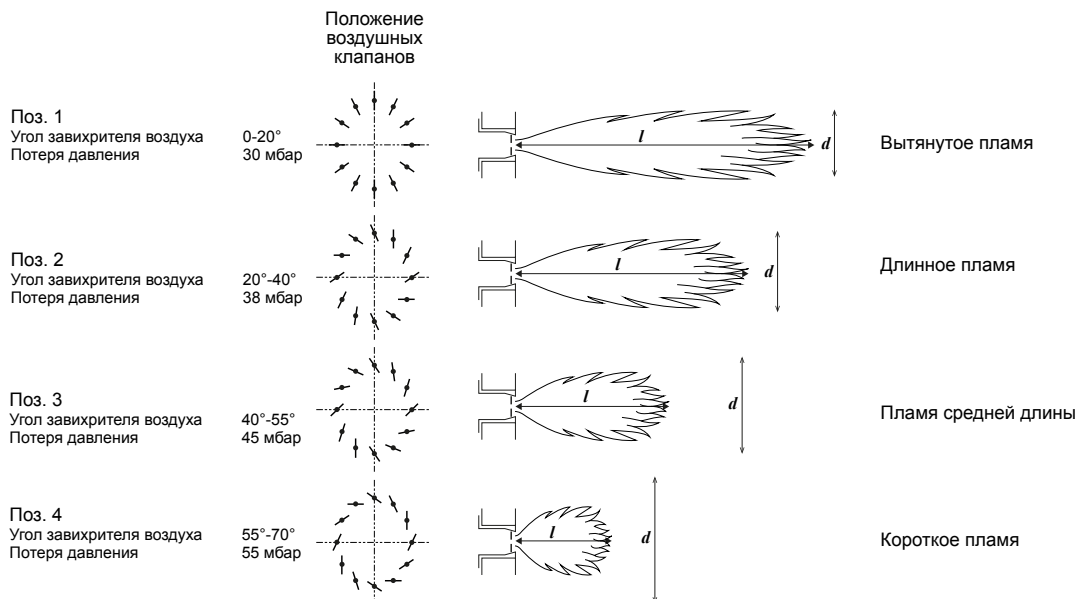 Положение
воздушных
клапанов
Поз. 1
Угол завихрителя воздуха 0-20°
Потеря давления 30 мбар
l
d
Вытянутое пламя
Поз. 2
Угол завихрителя воздуха 20°-40°
Потеря давления 38 мбар
l
d
Длинное пламя
Поз. 3
Угол завихрителя воздуха 40°-55°
Потеря давления 45 мбар
l
d
Пламя средней длины
Поз. 4
Угол завихрителя воздуха 55°-70°
Потеря давления 55 мбар
l
d
Короткое пламя